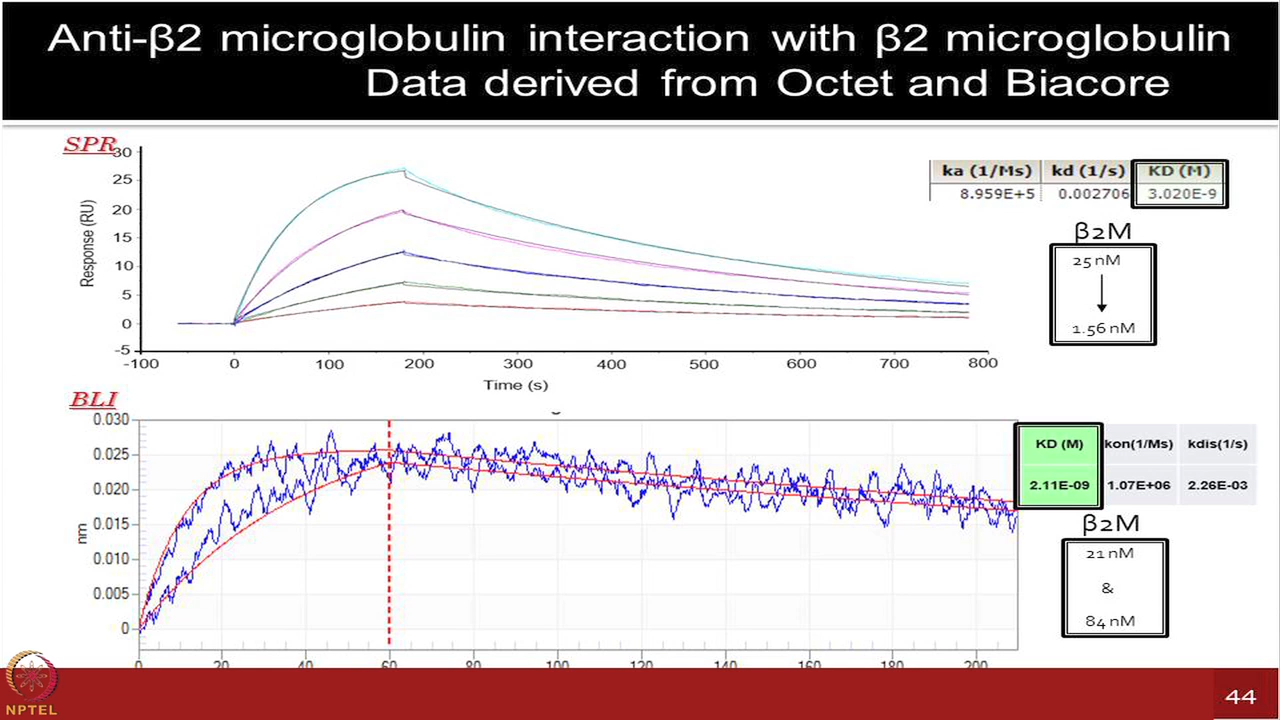 Anti-β2 microglobulin interaction with β2 microglobulin
Data derived from Octet and Biacore
SPR
30
25
20
15
10
5
0
-5
Response (RU)
-100 0 100 200 300 400 500 600 700 800
Time (s)
ka (1/Ms) kd (1/s) KD (M)
8.959E+5 0.002706 3.020E-9
β2M
25 nM
1.56 nM
BLI
0.030
0.025
0.020
0.015
0.010
0.005
0
nm
0 20 40 60 80 100 120 140 160 180 200
KD (M) kon(1/Ms) kdis(1/s)
2.11E-09 1.07E+06 2.26E-03
β2M
21 nM
&
84 nM
NPTEL
44